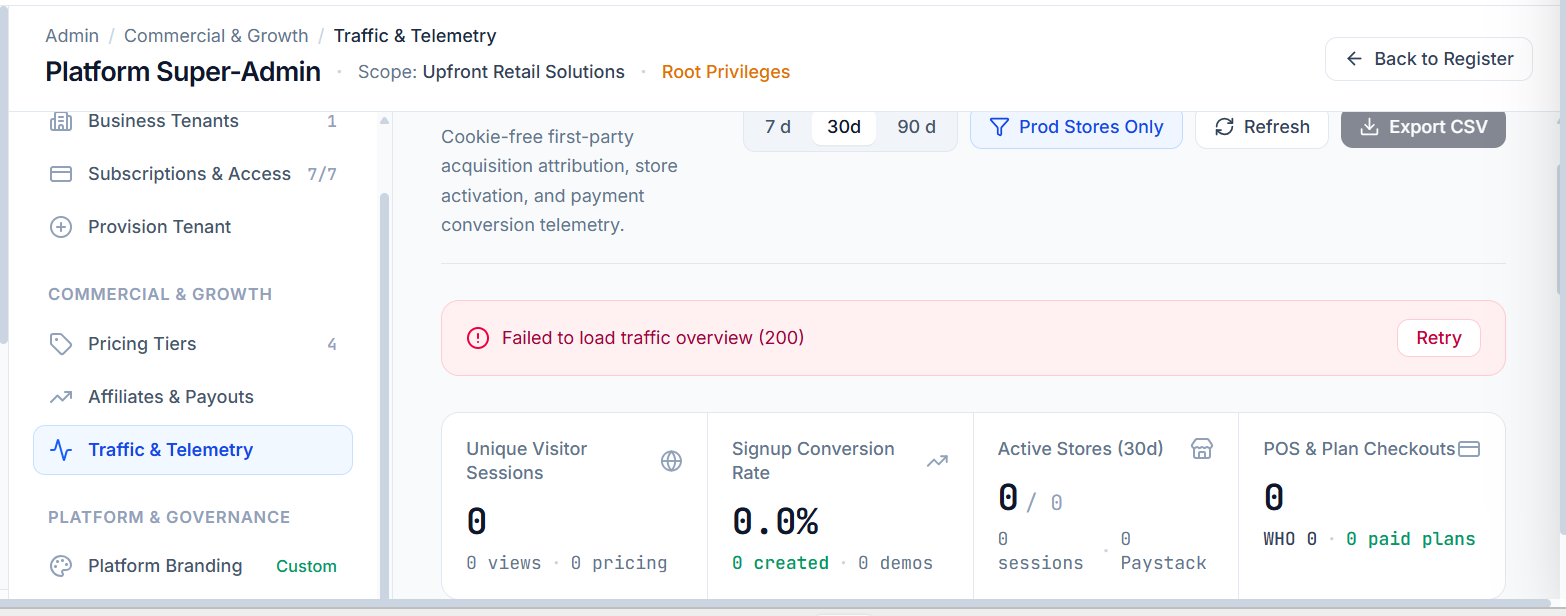 Admin / Commercial & Growth / Traffic & Telemetry
Platform Super-Admin · Scope: Upfront Retail Solutions · Root Privileges
Back to Register
Business Tenants 1
Subscriptions & Access 7/7
Provision Tenant
COMMERCIAL & GROWTH
Pricing Tiers 4
Affiliates & Payouts
Traffic & Telemetry
PLATFORM & GOVERNANCE
Platform Branding Custom
Cookie-free first-party
acquisition attribution, store
activation, and payment
conversion telemetry.
7 d 30d 90 d Prod Stores Only Refresh Export CSV
Failed to load traffic overview (200) Retry
Unique Visitor
Sessions
0
0 views · 0 pricing
Signup Conversion
Rate
0.0%
0 created · 0 demos
Active Stores (30d)
0 / 0
0
sessions
·
0
Paystack
POS & Plan Checkouts
0
WHO 0 · 0 paid plans